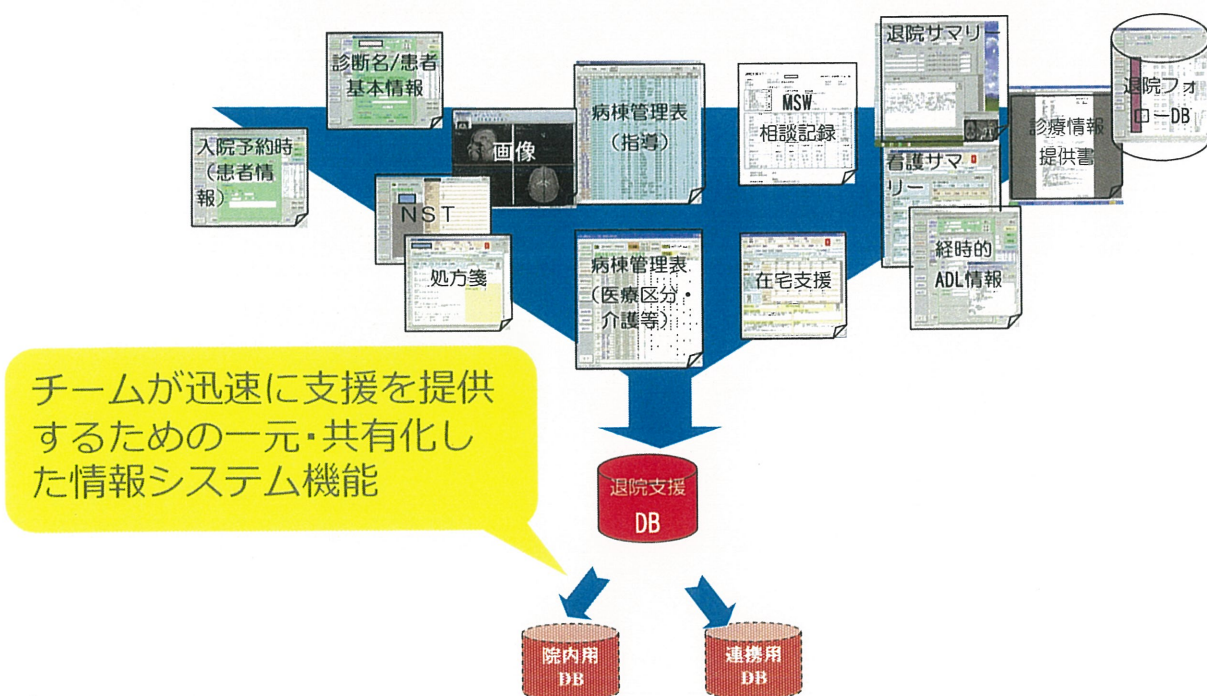 入院予約時
（患者情
報）
診断名/患者
基本情報
画像
NST
処方箋
病棟管理表
（指導）
病棟管理表
（医療区分・
介護等）
MSW
相談記録
在宅支援
退院サマリー
看護サマ
リー
経時的
ADL情報
診療情報
提供書
退院フォ
ローDB
チームが迅速に支援を提供
するための一元・共有化し
た情報システム機能
退院支援
DB
院内用
DB
連携用
DB